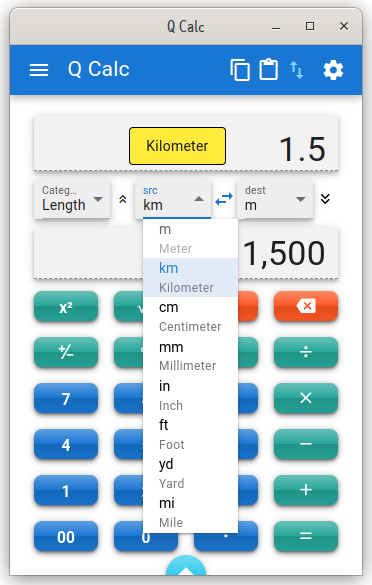 Q Calc
Q Calc
Kilometer
1.5
Categ... src dest
Length km m
1,500
m
Meter
km
Kilometer
cm
Centimeter
mm
Millimeter
in
Inch
ft
Foot
yd
Yard
mi
Mile
x²
+/− ÷
7 ×
4 −
1 +
00 0 · =